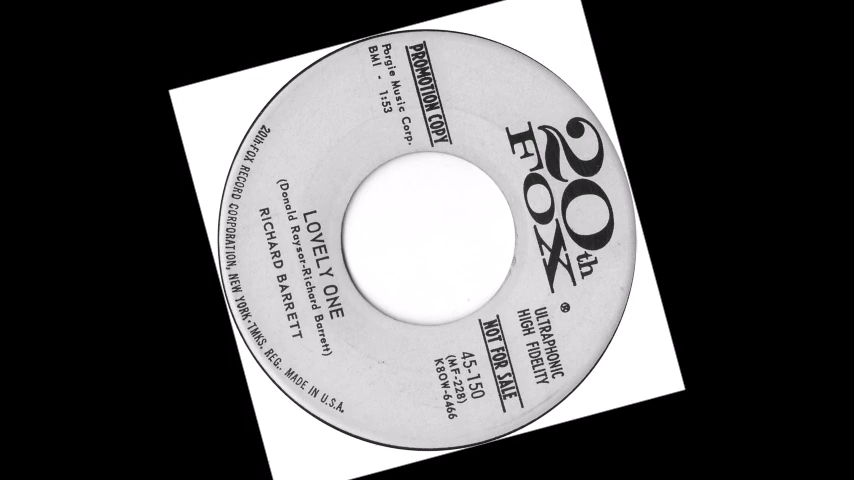 20th
FOX
®
PROMOTION COPY
Porgie Music Corp.
BMI - 1:53
ULTRAPHONIC
HIGH FIDELITY
NOT FOR SALE
45-150
(MF-228)
K8OW-6466
LOVELY ONE
(Donald Raysor-Richard Barrett)
RICHARD BARRETT
20th-FOX RECORD CORPORATION, NEW YORK·TMKS. REG. MADE IN U.S.A.